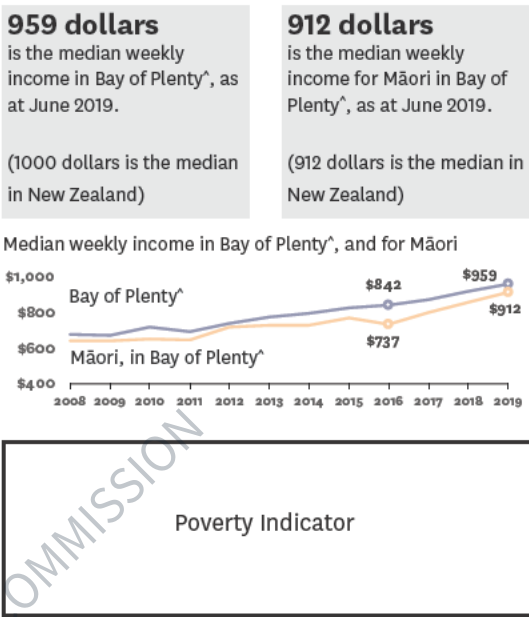 959 dollars
is the median weekly
income in Bay of Plenty^, as
at June 2019.
(1000 dollars is the median
in New Zealand)
912 dollars
is the median weekly
income for Māori in Bay of
Plenty^, as at June 2019.
(912 dollars is the median in
New Zealand)
Median weekly income in Bay of Plenty^, and for Māori
$1,000
$800
$600
$400
Bay of Plenty^
Māori, in Bay of Plenty^
$842
$737
$959
$912
2008 2009 2010 2011 2012 2013 2014 2015 2016 2017 2018 2019
Poverty Indicator
OMMISSION